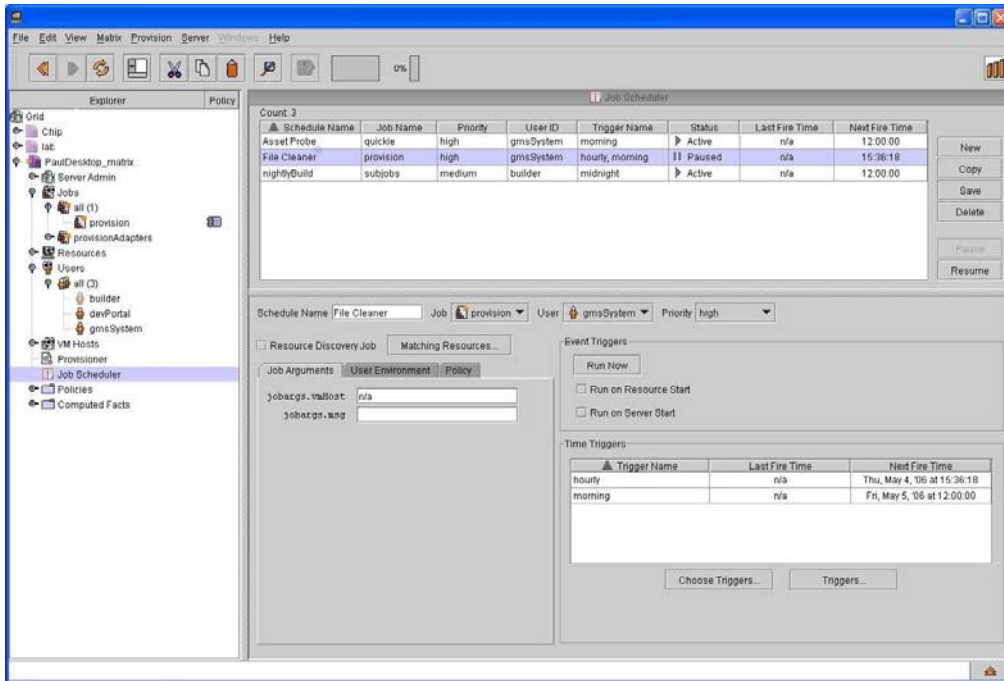 File Edit View Matrix Provision Server Windows Help
0%
Explorer Policy
Grid
Chip
lab
PaulDesktop_matrix
Server Admin
Jobs
all (1)
provision
provisionAdapters
Resources
Users
all (3)
builder
devPortal
gmsSystem
VM Hosts
Provisioner
Job Scheduler
Policies
Computed Facts
Job Scheduler
Count: 3
Schedule Name Job Name Priority User ID Trigger Name Status Last Fire Time Next Fire Time
Asset Probe quickie high gmsSystem morning Active n/a 12:00:00
File Cleaner provision high gmsSystem hourly, morning Paused n/a 15:36:18
nightlyBuild subjobs medium builder midnight Active n/a 12:00:00
New
Copy
Save
Delete
Pause
Resume
Schedule Name File Cleaner Job provision User gmsSystem Priority high
Resource Discovery Job Matching Resources...
Job Arguments User Environment Policy
jobargs.vmHost n/a
jobargs.msg
Event Triggers
Run Now
Run on Resource Start
Run on Server Start
Time Triggers
Trigger Name Last Fire Time Next Fire Time
hourly n/a Thu, May 4, '06 at 15:36:18
morning n/a Fri, May 5, '06 at 12:00:00
Choose Triggers... Triggers...